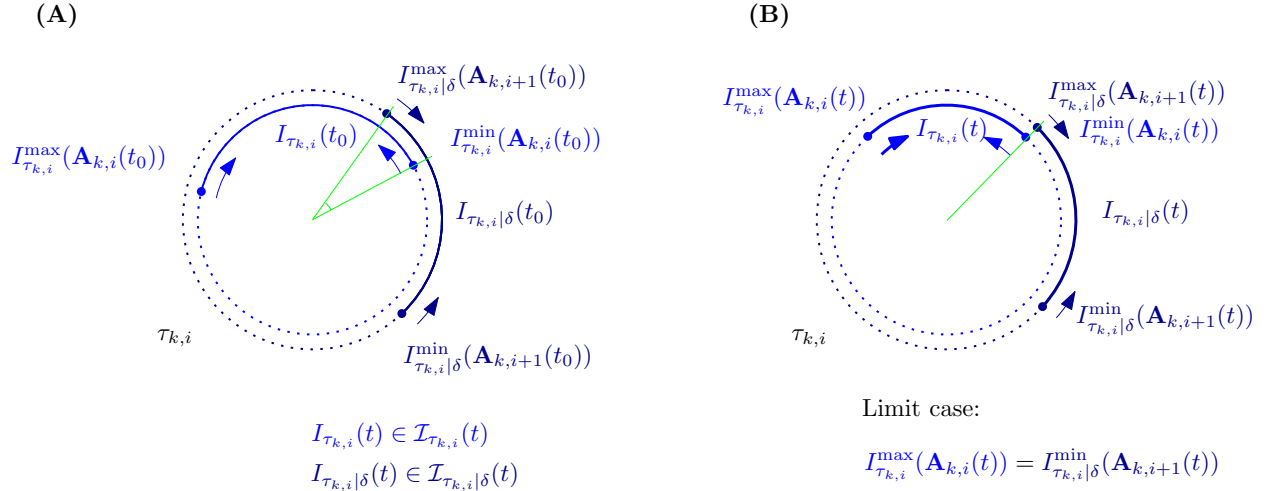 (A)
I^{max}_{τ_{k,i}|δ}(A_{k,i+1}(t_0))
I_{τ_{k,i}}(t_0)
I^{min}_{τ_{k,i}}(A_{k,i}(t_0))
I^{max}_{τ_{k,i}}(A_{k,i}(t_0))
I_{τ_{k,i}|δ}(t_0)
τ_{k,i}
I^{min}_{τ_{k,i}|δ}(A_{k,i+1}(t_0))
I_{τ_{k,i}}(t) ∈ ℐ_{τ_{k,i}}(t)
I_{τ_{k,i}|δ}(t) ∈ ℐ_{τ_{k,i}|δ}(t)
(B)
I^{max}_{τ_{k,i}}(A_{k,i}(t))
I^{max}_{τ_{k,i}|δ}(A_{k,i+1}(t))
I_{τ_{k,i}}(t)
I^{min}_{τ_{k,i}}(A_{k,i}(t))
I_{τ_{k,i}|δ}(t)
I^{min}_{τ_{k,i}|δ}(A_{k,i+1}(t))
τ_{k,i}
Limit case:
I^{max}_{τ_{k,i}}(A_{k,i}(t)) = I^{min}_{τ_{k,i}|δ}(A_{k,i+1}(t))